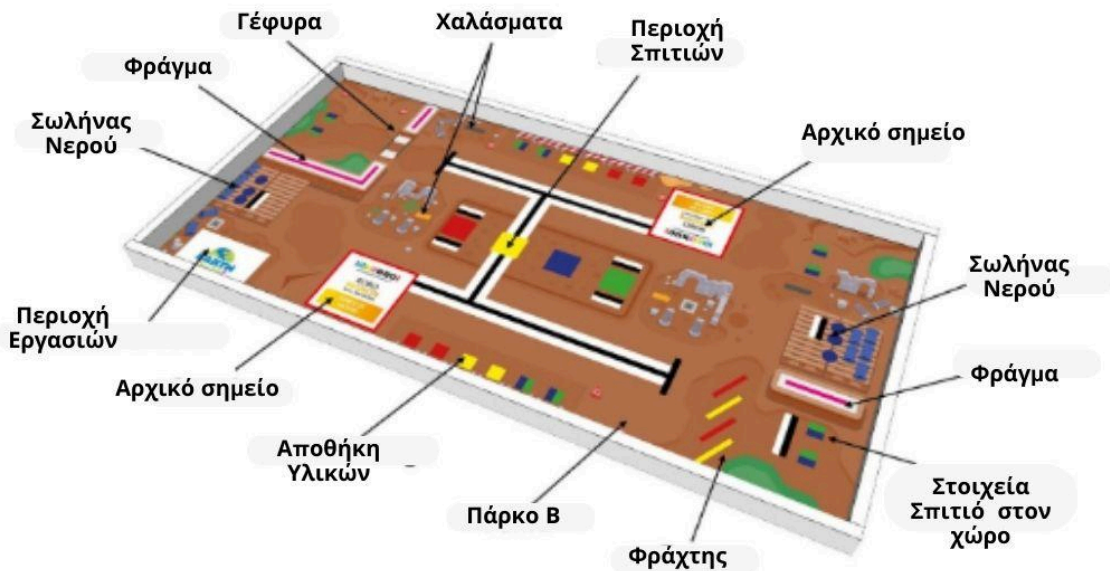 Γέφυρα
Χαλάσματα
Περιοχή
Σπιτιών
Φράγμα
Σωλήνας
Νερού
Αρχικό σημείο
Σωλήνας
Νερού
Περιοχή
Εργασιών
EARTH
Φράγμα
Αρχικό σημείο
Αποθήκη
Υλικών
Πάρκο Β
Στοιχεία
Σπιτιό στον
χώρο
Φράχτης